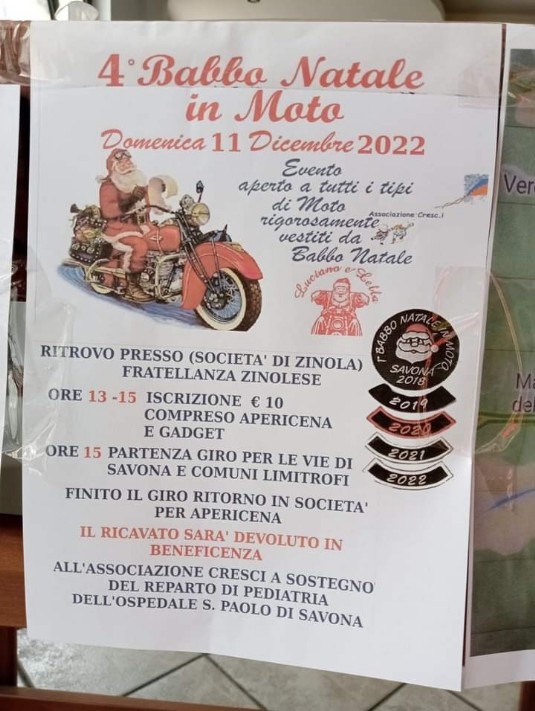 4° Babbo Natale
in Moto
Domenica 11 Dicembre 2022
Evento
aperto a tutti i tipi
di Moto
rigorosamente
vestiti da
Babbo Natale
Associazione Cresc.i
Luciano e Leila
1° BABBO NATALE IN MOTO
SAVONA
2018
2019
2020
2021
2022
RITROVO PRESSO (SOCIETA' DI ZINOLA)
FRATELLANZA ZINOLESE
ORE 13 -15 ISCRIZIONE € 10
COMPRESO APERICENA
E GADGET
ORE 15 PARTENZA GIRO PER LE VIE DI
SAVONA E COMUNI LIMITROFI
FINITO IL GIRO RITORNO IN SOCIETA'
PER APERICENA
IL RICAVATO SARA' DEVOLUTO IN
BENEFICENZA
ALL'ASSOCIAZIONE CRESCI A SOSTEGNO
DEL REPARTO DI PEDIATRIA
DELL'OSPEDALE S. PAOLO DI SAVONA